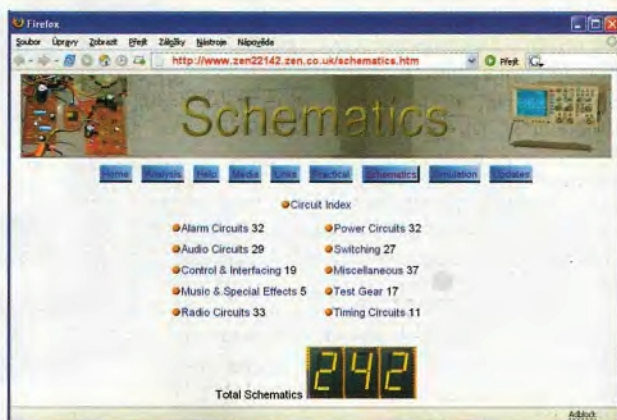 Firefox
Soubor Úpravy Zobrazit Přejít Záložky Nástroje Nápověda
http://www.zen22142.zen.co.uk/schematics.htm Přejít
Schematics
Home Analysis Help Media Links Practical Schematics Simulation Updates
Circuit Index
Alarm Circuits 32 Power Circuits 32
Audio Circuits 29 Switching 27
Control & Interfacing 19 Miscellaneous 37
Music & Special Effects 5 Test Gear 17
Radio Circuits 33 Timing Circuits 11
Total Schematics 242
Adblock